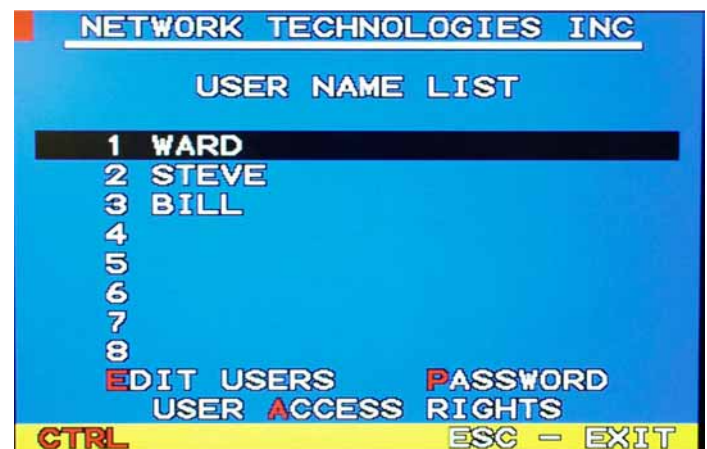 NETWORK TECHNOLOGIES INC
USER NAME LIST
1 WARD
2 STEVE
3 BILL
4
5
6
7
8
EDIT USERS PASSWORD
USER ACCESS RIGHTS
CTRL ESC - EXIT